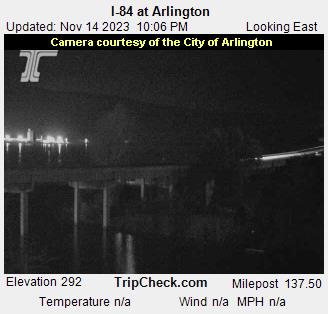 I-84 at Arlington
Updated: Nov 14 2023 10:06 PM Looking East
Camera courtesy of the City of Arlington
Elevation 292 TripCheck.com Milepost 137.50
Temperature n/a Wind n/a MPH n/a